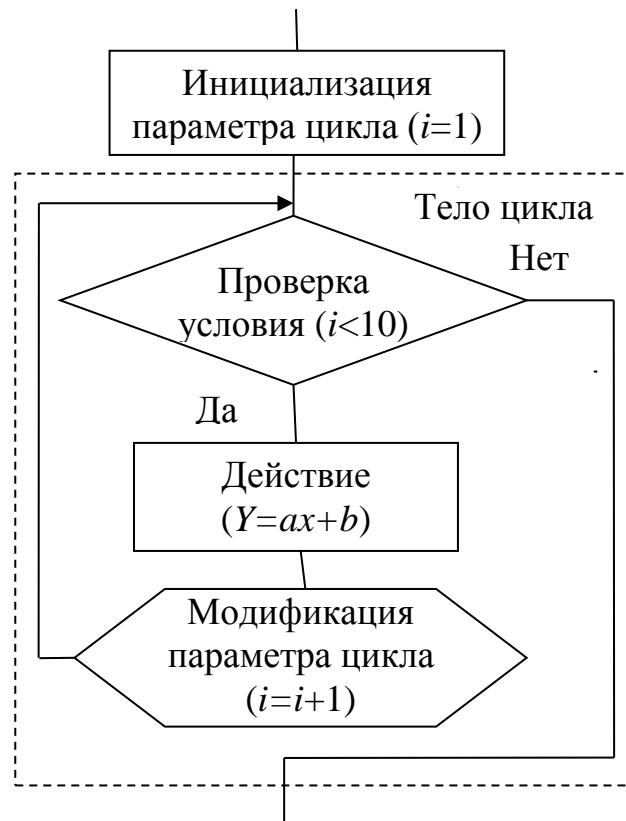 Инициализация
параметра цикла (i=1)
Тело цикла
Нет
Проверка
условия (i<10)
Да
Действие
(Y=ax+b)
Модификация
параметра цикла
(i=i+1)